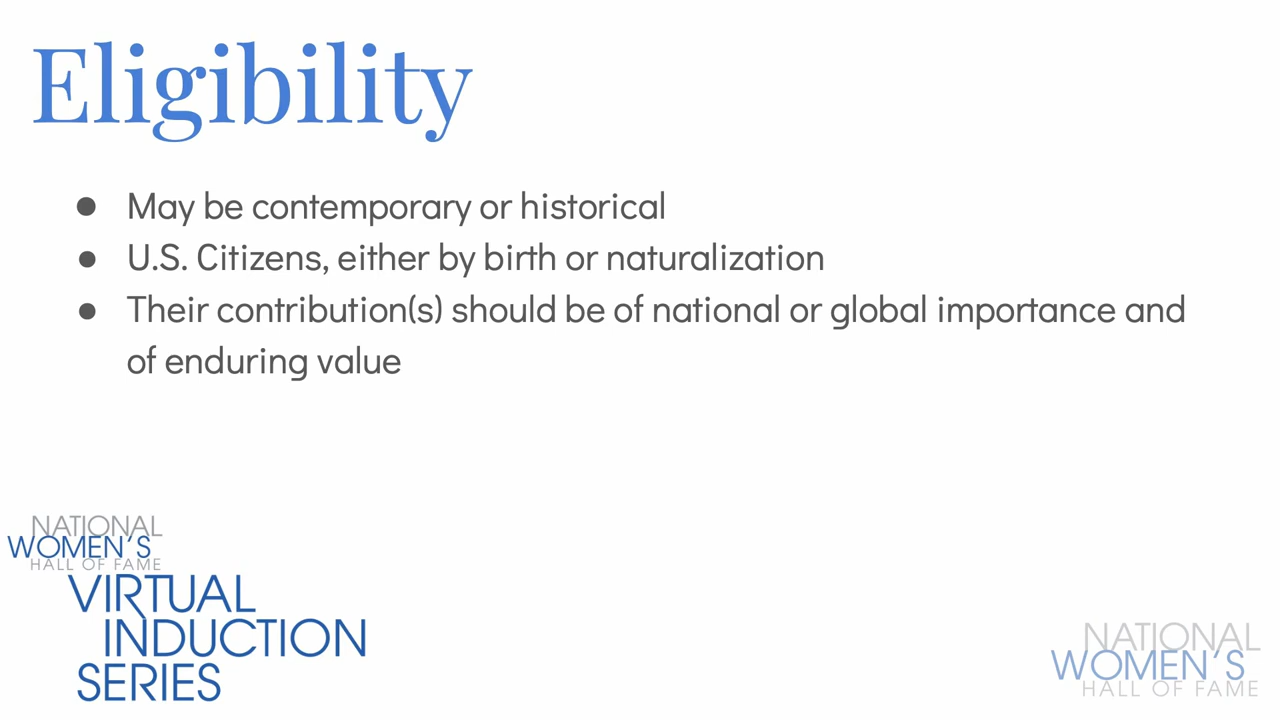 Eligibility
● May be contemporary or historical
● U.S. Citizens, either by birth or naturalization
● Their contribution(s) should be of national or global importance and
of enduring value
NATIONAL
WOMEN'S
HALL OF FAME
VIRTUAL
INDUCTION
SERIES
NATIONAL
WOMEN'S
HALL OF FAME